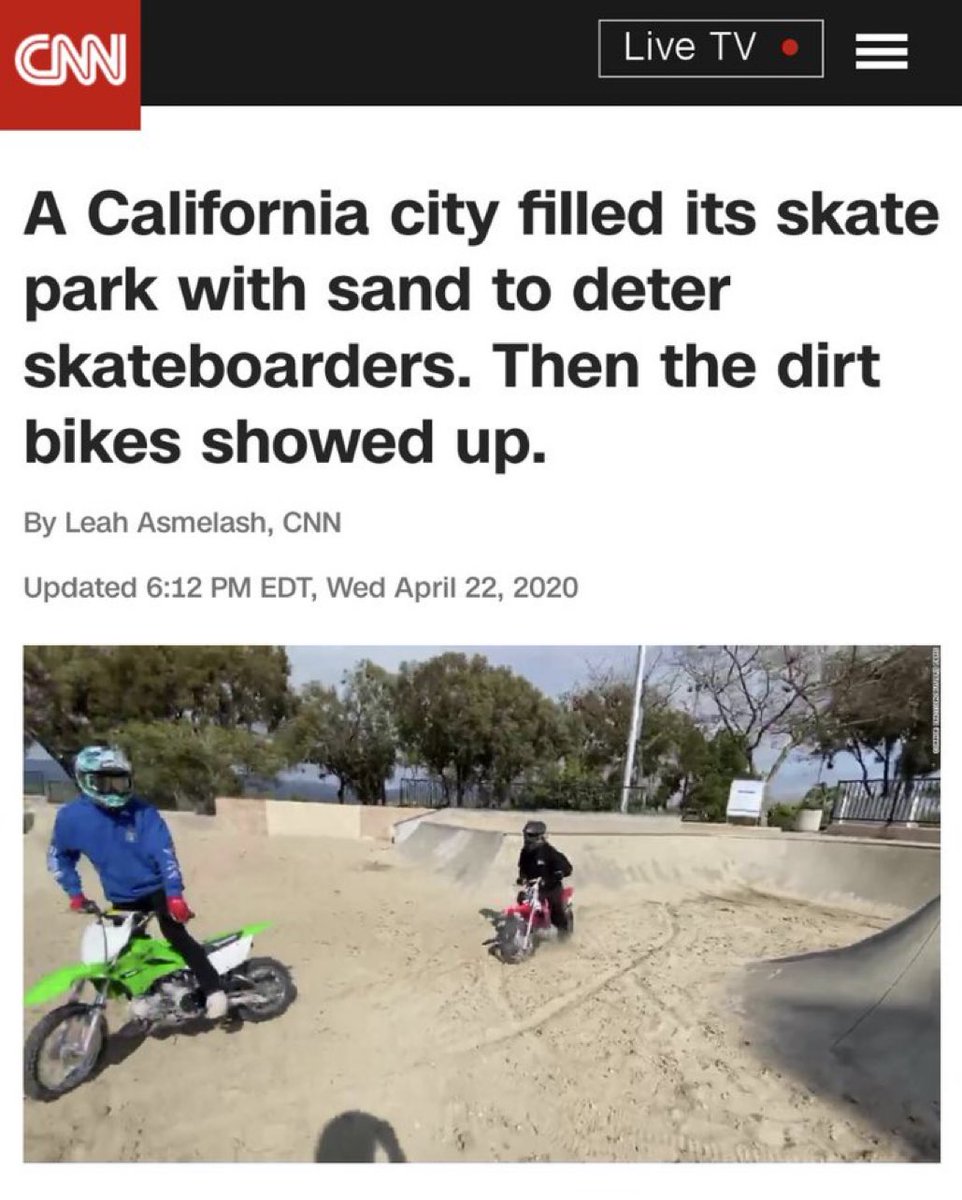 CNN
Live TV
A California city filled its skate
park with sand to deter
skateboarders. Then the dirt
bikes showed up.
By Leah Asmelash, CNN
Updated 6:12 PM EDT, Wed April 22, 2020